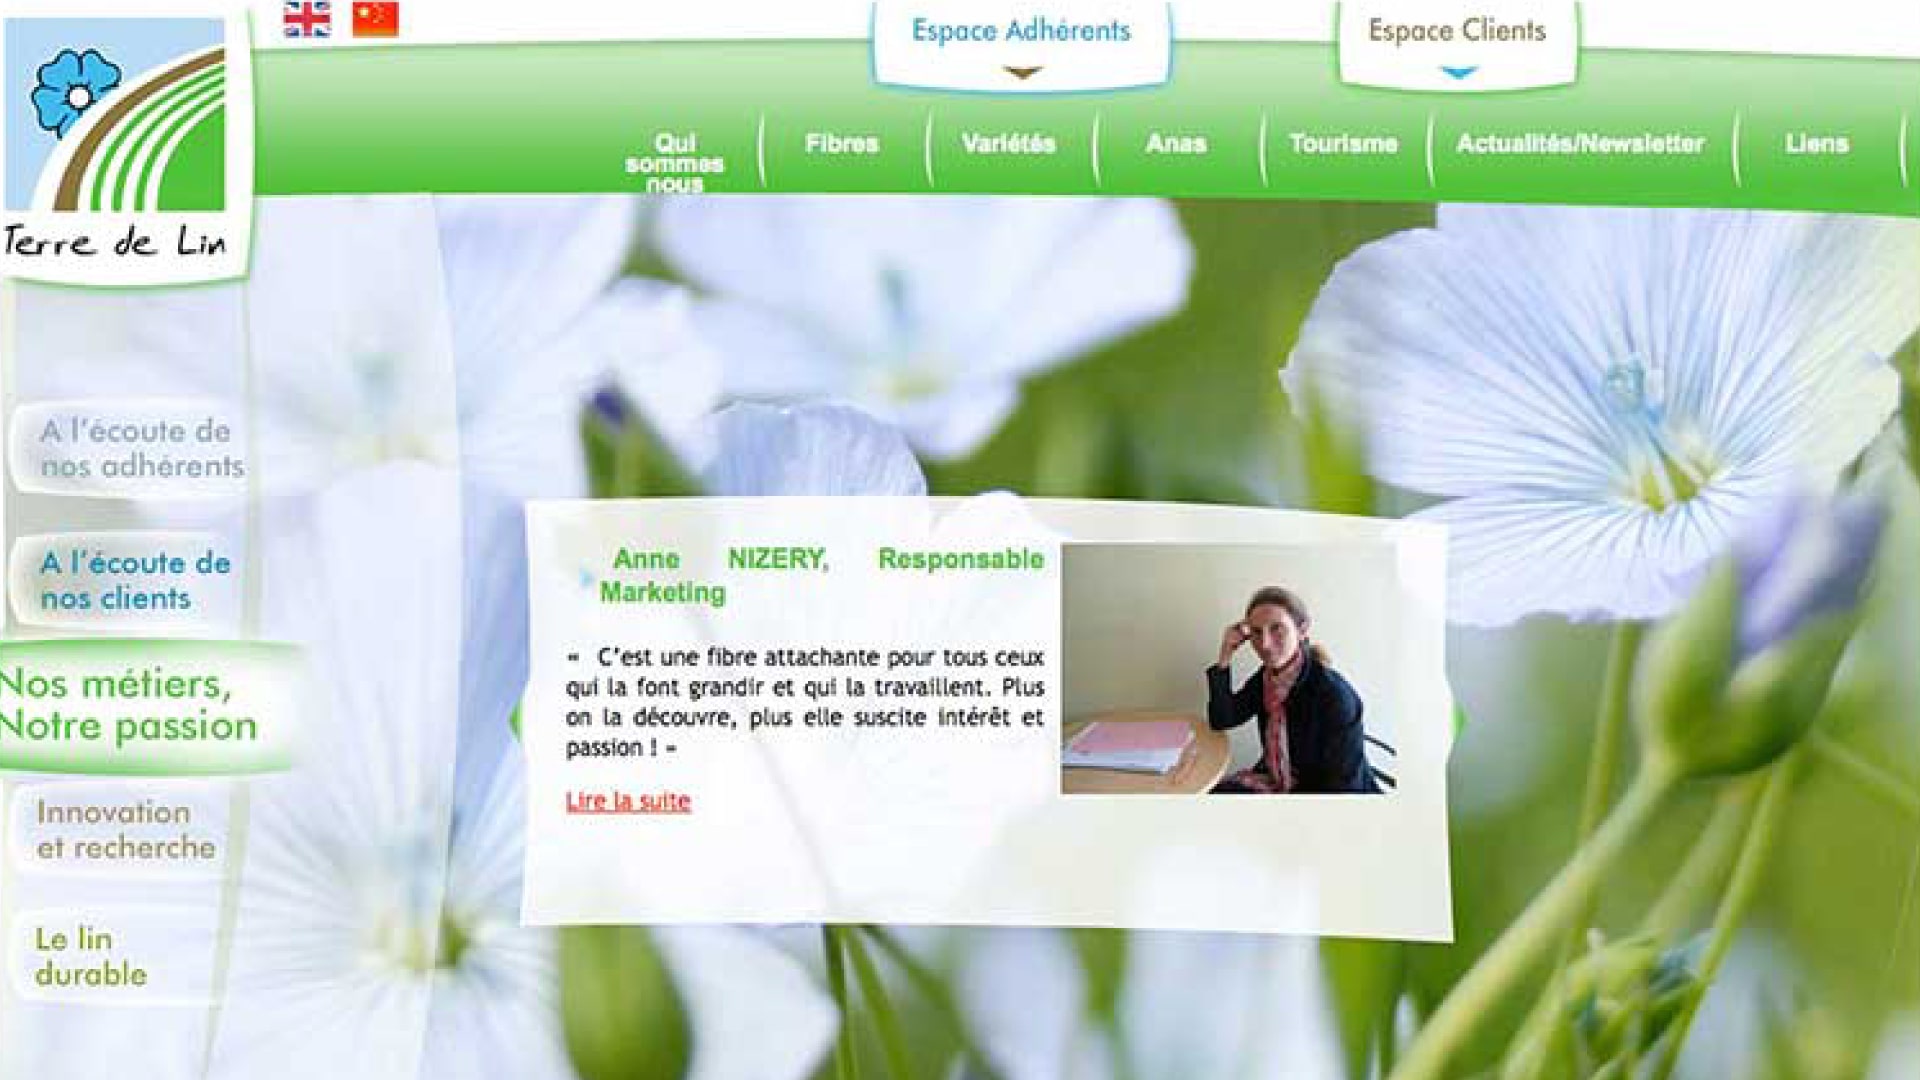 Espace Adhérents
Espace Clients
Qui
sommes
nous
Fibres
Variétés
Anas
Tourisme
Actualités/Newsletter
Liens
Terre de Lin
A l'écoute de
nos adhérents
A l'écoute de
nos clients
Nos métiers,
Notre passion
Innovation
et recherche
Le lin
durable
Anne NIZERY, Responsable
Marketing
« C'est une fibre attachante pour tous ceux
qui la font grandir et qui la travaillent. Plus
on la découvre, plus elle suscite intérêt et
passion ! »
Lire la suite